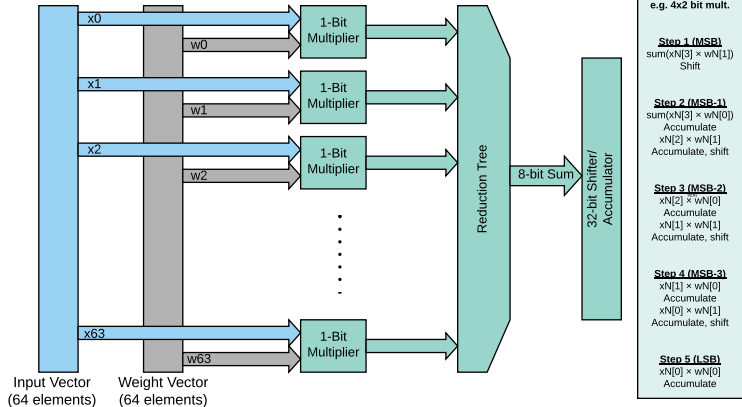 x0
w0
x1
w1
x2
w2
x63
w63
1-Bit
Multiplier
1-Bit
Multiplier
1-Bit
Multiplier
1-Bit
Multiplier
Reduction Tree
8-bit Sum
32-bit Shifter/
Accumulator
Input Vector
(64 elements)
Weight Vector
(64 elements)
e.g. 4x2 bit mult.
Step 1 (MSB)
sum(xN[3] × wN[1])
Shift
Step 2 (MSB-1)
sum(xN[3] × wN[0])
Accumulate
xN[2] × wN[1]
Accumulate, shift
Step 3 (MSB-2)
xN[2] × wN[0]
Accumulate
xN[1] × wN[1]
Accumulate, shift
Step 4 (MSB-3)
xN[1] × wN[0]
Accumulate
xN[0] × wN[1]
Accumulate, shift
Step 5 (LSB)
xN[0] × wN[0]
Accumulate